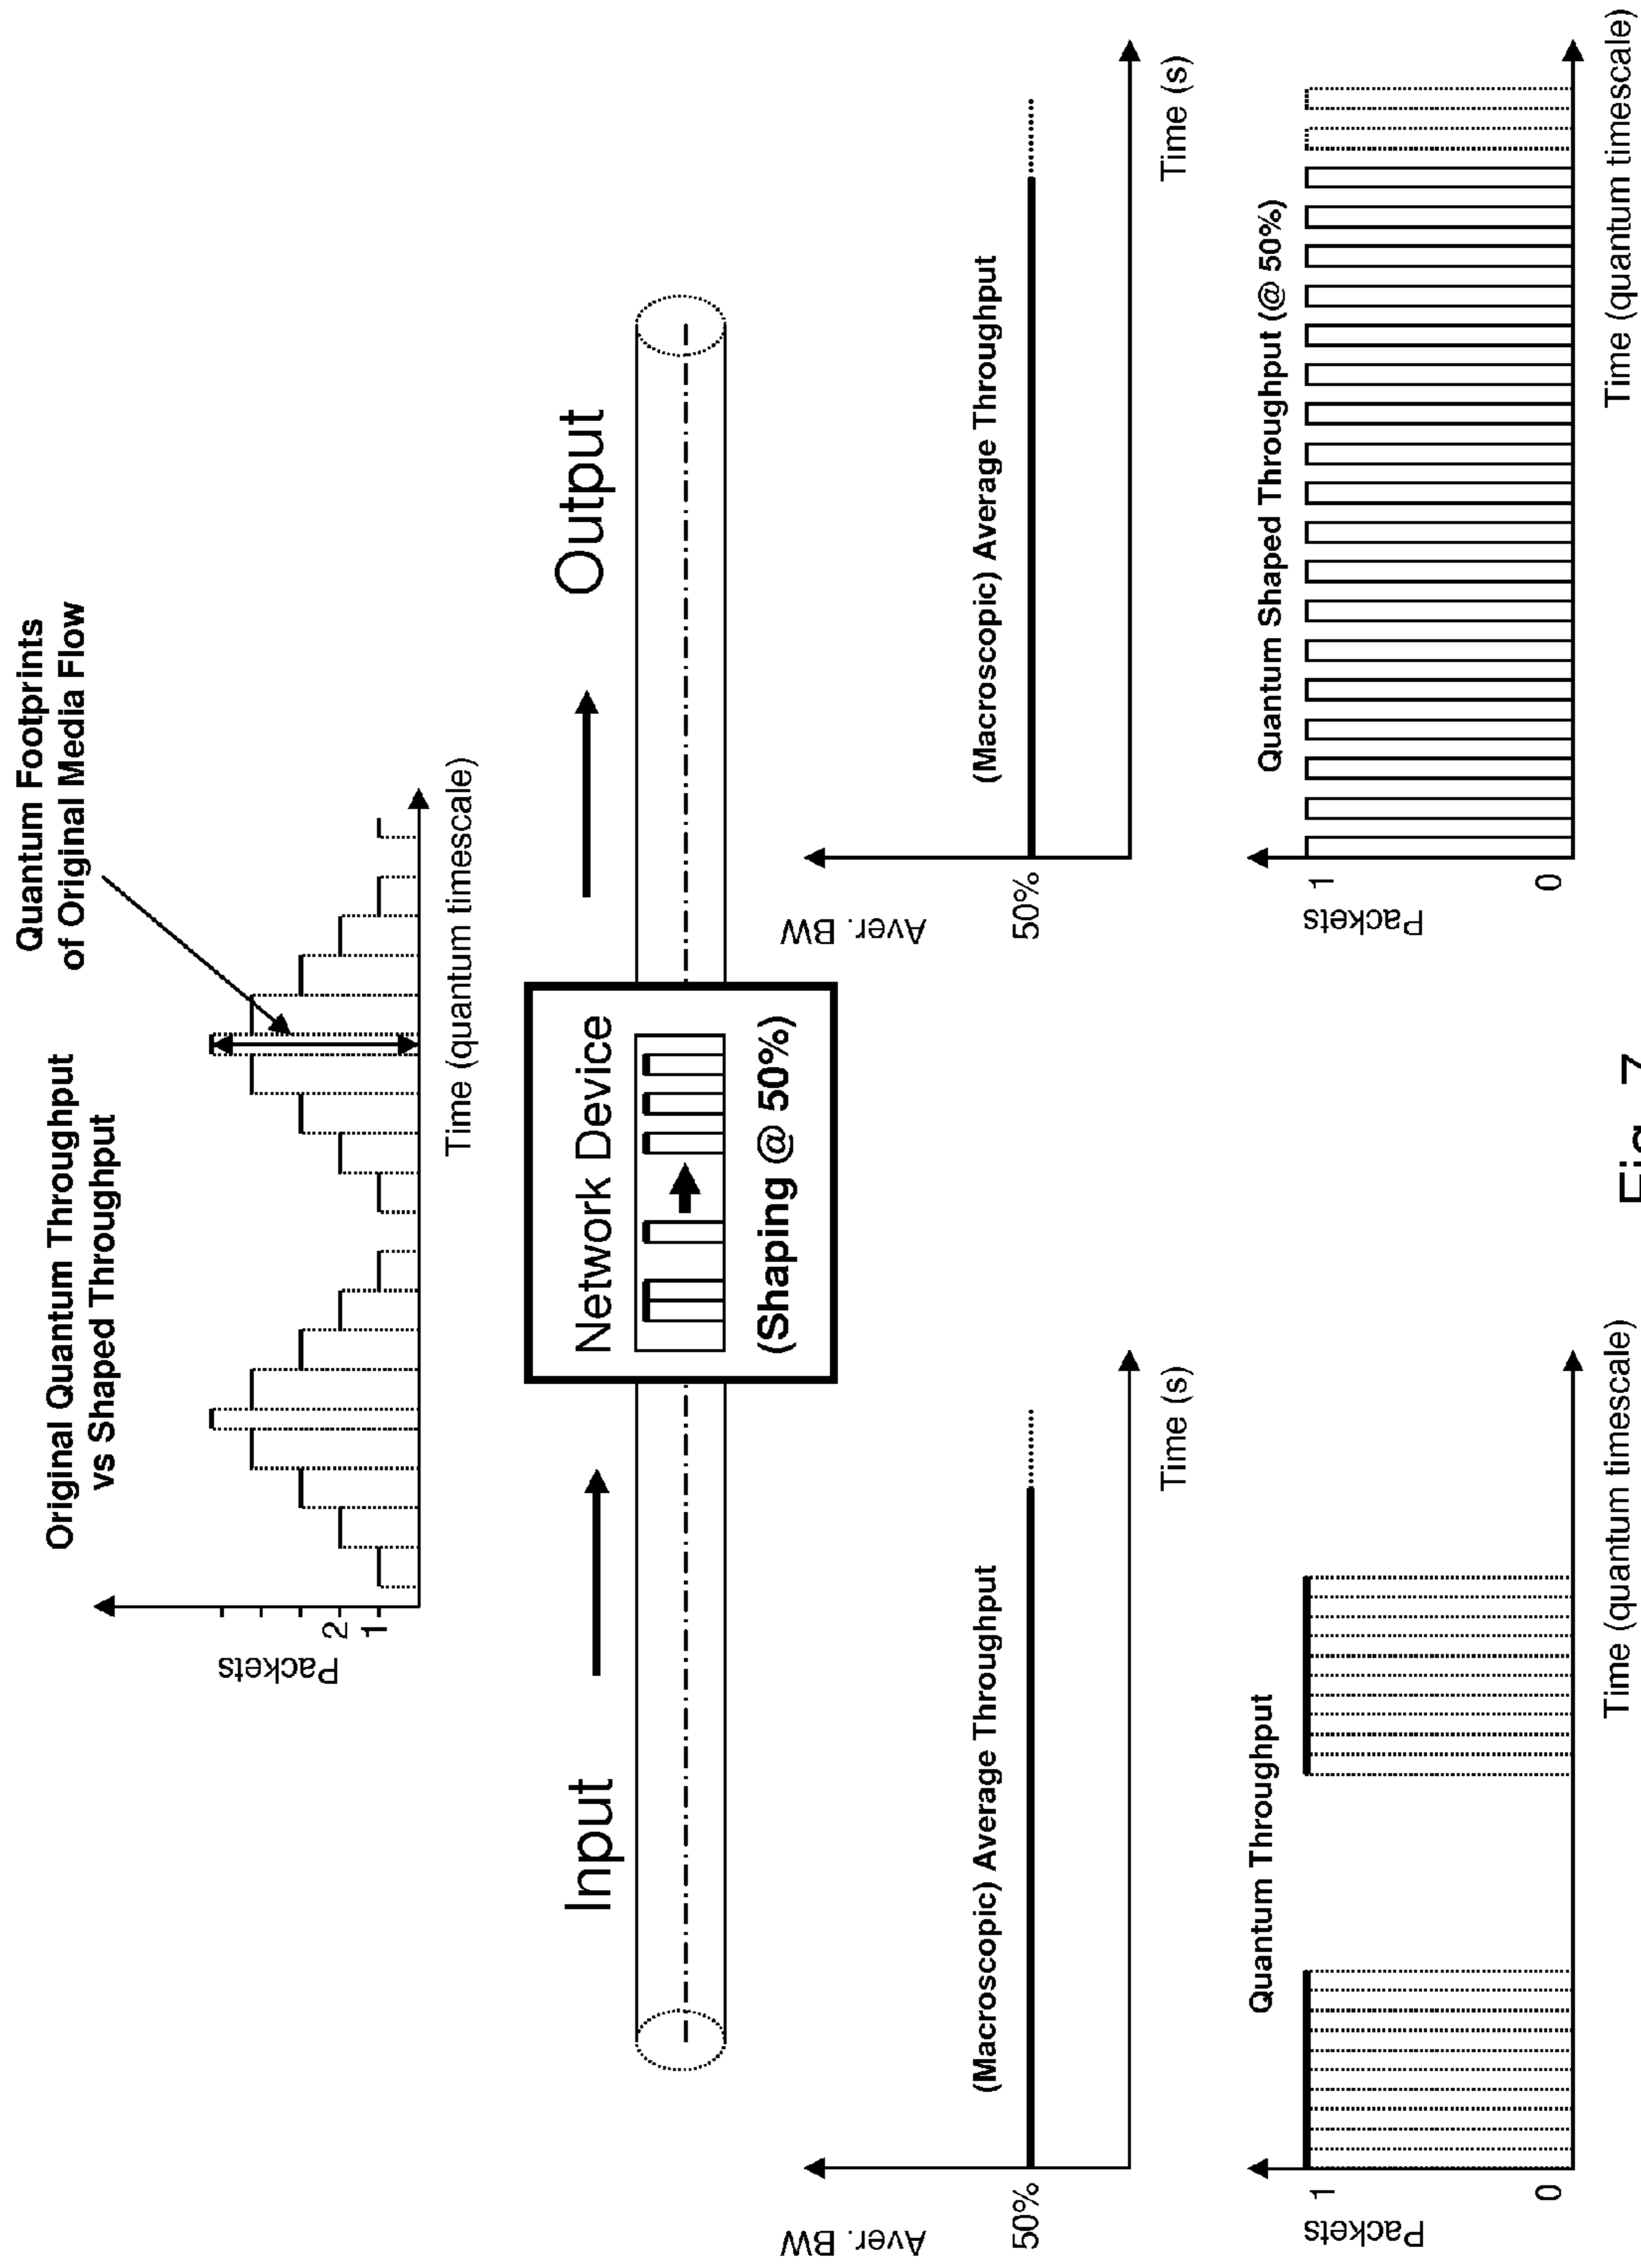 Original Quantum Throughput
vs Shaped Throughput
Quantum Footprints
of Original Media Flow
Packets
2
1
Time (quantum timescale)
Input
Output
Network Device
(Shaping @ 50%)
Aver. BW
50%
(Macroscopic) Average Throughput
Time (s)
Aver. BW
50%
(Macroscopic) Average Throughput
Time (s)
Quantum Throughput
Packets
1
0
Time (quantum timescale)
Quantum Shaped Throughput (@ 50%)
Packets
1
0
Time (quantum timescale)
Fig. 7